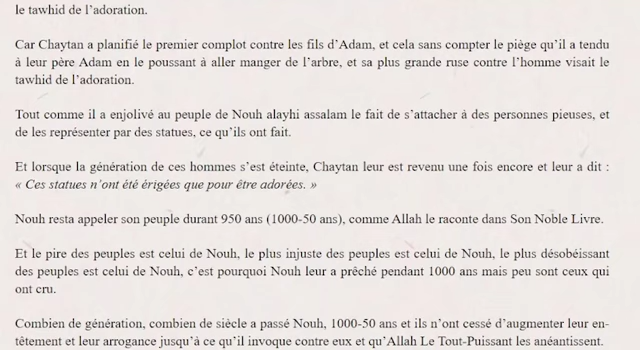 le tawhid de l’adoration.
Car Chaytan a planifié le premier complot contre les fils d’Adam, et cela sans compter le piège qu’il a tendu
à leur père Adam en le poussant à aller manger de l’arbre, et sa plus grande ruse contre l’homme visait le
tawhid de l’adoration.
Tout comme il a enjolivé au peuple de Nouh alayhi assalam le fait de s’attacher à des personnes pieuses, et
de les représenter par des statues, ce qu’ils ont fait.
Et lorsque la génération de ces hommes s’est éteinte, Chaytan leur est revenu une fois encore et leur a dit :
« Ces statues n’ont été érigées que pour être adorées. »
Nouh resta appeler son peuple durant 950 ans (1000-50 ans), comme Allah le raconte dans Son Noble Livre.
Et le pire des peuples est celui de Nouh, le plus injuste des peuples est celui de Nouh, le plus désobéissant
des peuples est celui de Nouh, c’est pourquoi Nouh leur a prêché pendant 1000 ans mais peu sont ceux qui
ont cru.
Combien de génération, combien de siècle a passé Nouh, 1000-50 ans et ils n’ont cessé d’augmenter leur en-
têtement et leur arrogance jusqu’à ce qu’il invoque contre eux et qu’Allah Le Tout-Puissant les anéantissent.